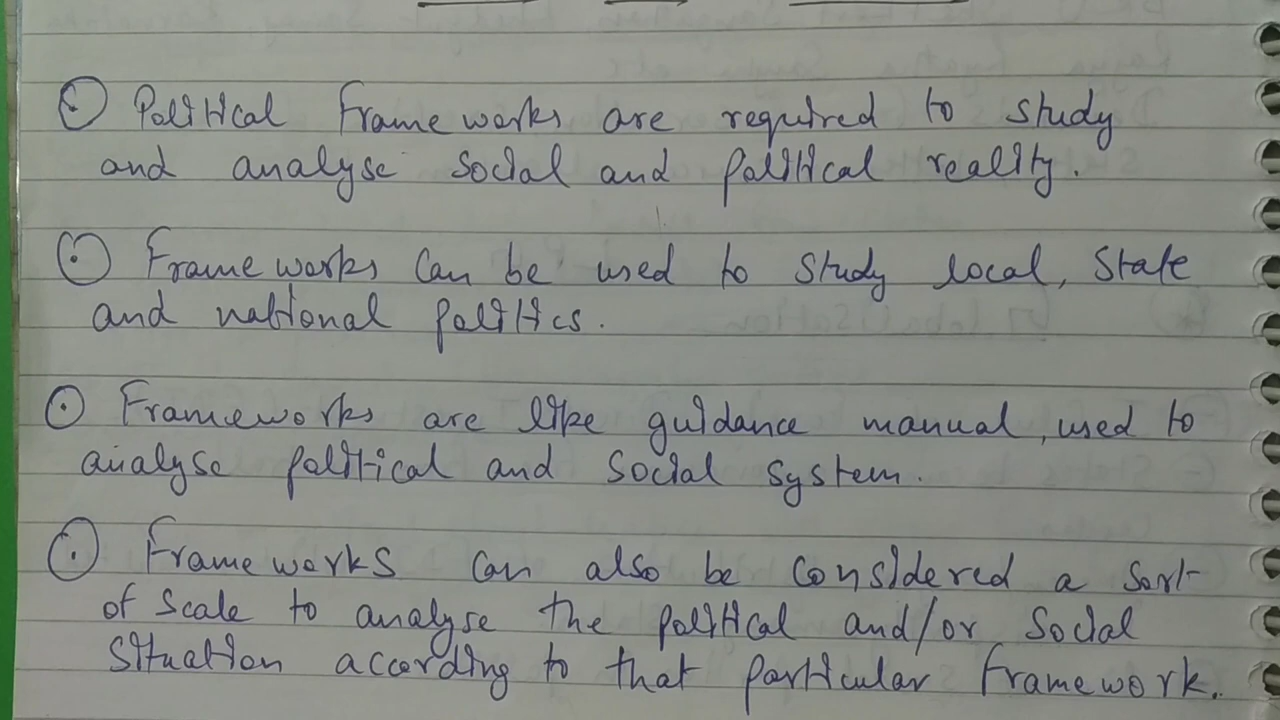 Political Frameworks are required to study
and analyse social and political reality.
Frameworks can be used to study local, state
and national politics.
Frameworks are like guidance manual, used to
analyse political and social system.
Frameworks can also be considered a sort
of scale to analyse the political and/or social
situation according to that particular framework.